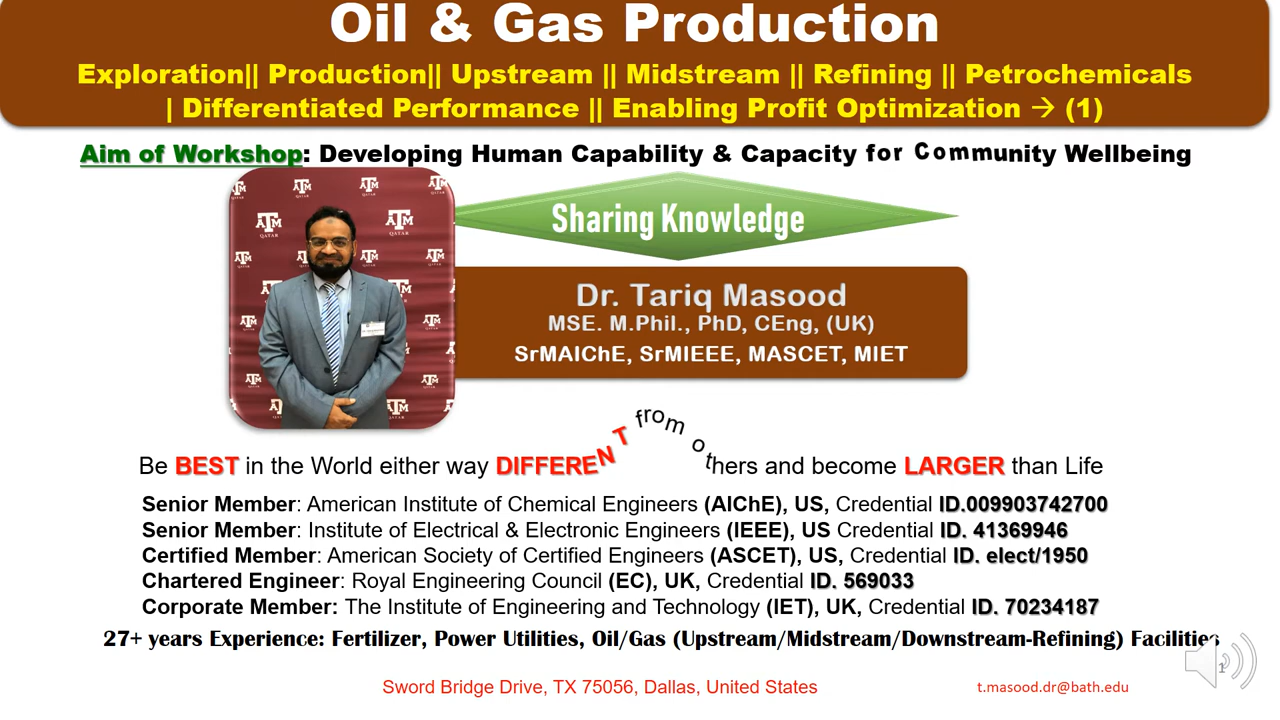 Oil & Gas Production
Exploration|| Production|| Upstream || Midstream || Refining || Petrochemicals
| Differentiated Performance || Enabling Profit Optimization → (1)
Aim of Workshop: Developing Human Capability & Capacity for Community Wellbeing
Sharing Knowledge
ATM
QATAR
Dr. Tariq Masood
MSE. M.Phil., PhD, CEng, (UK)
SrMAIChE, SrMIEEE, MASCET, MIET
Be BEST in the World either way DIFFERENT from others and become LARGER than Life
Senior Member: American Institute of Chemical Engineers (AIChE), US, Credential ID.009903742700
Senior Member: Institute of Electrical & Electronic Engineers (IEEE), US Credential ID. 41369946
Certified Member: American Society of Certified Engineers (ASCET), US, Credential ID. elect/1950
Chartered Engineer: Royal Engineering Council (EC), UK, Credential ID. 569033
Corporate Member: The Institute of Engineering and Technology (IET), UK, Credential ID. 70234187
27+ years Experience: Fertilizer, Power Utilities, Oil/Gas (Upstream/Midstream/Downstream-Refining) Facilities
1
Sword Bridge Drive, TX 75056, Dallas, United States
t.masood.dr@bath.edu